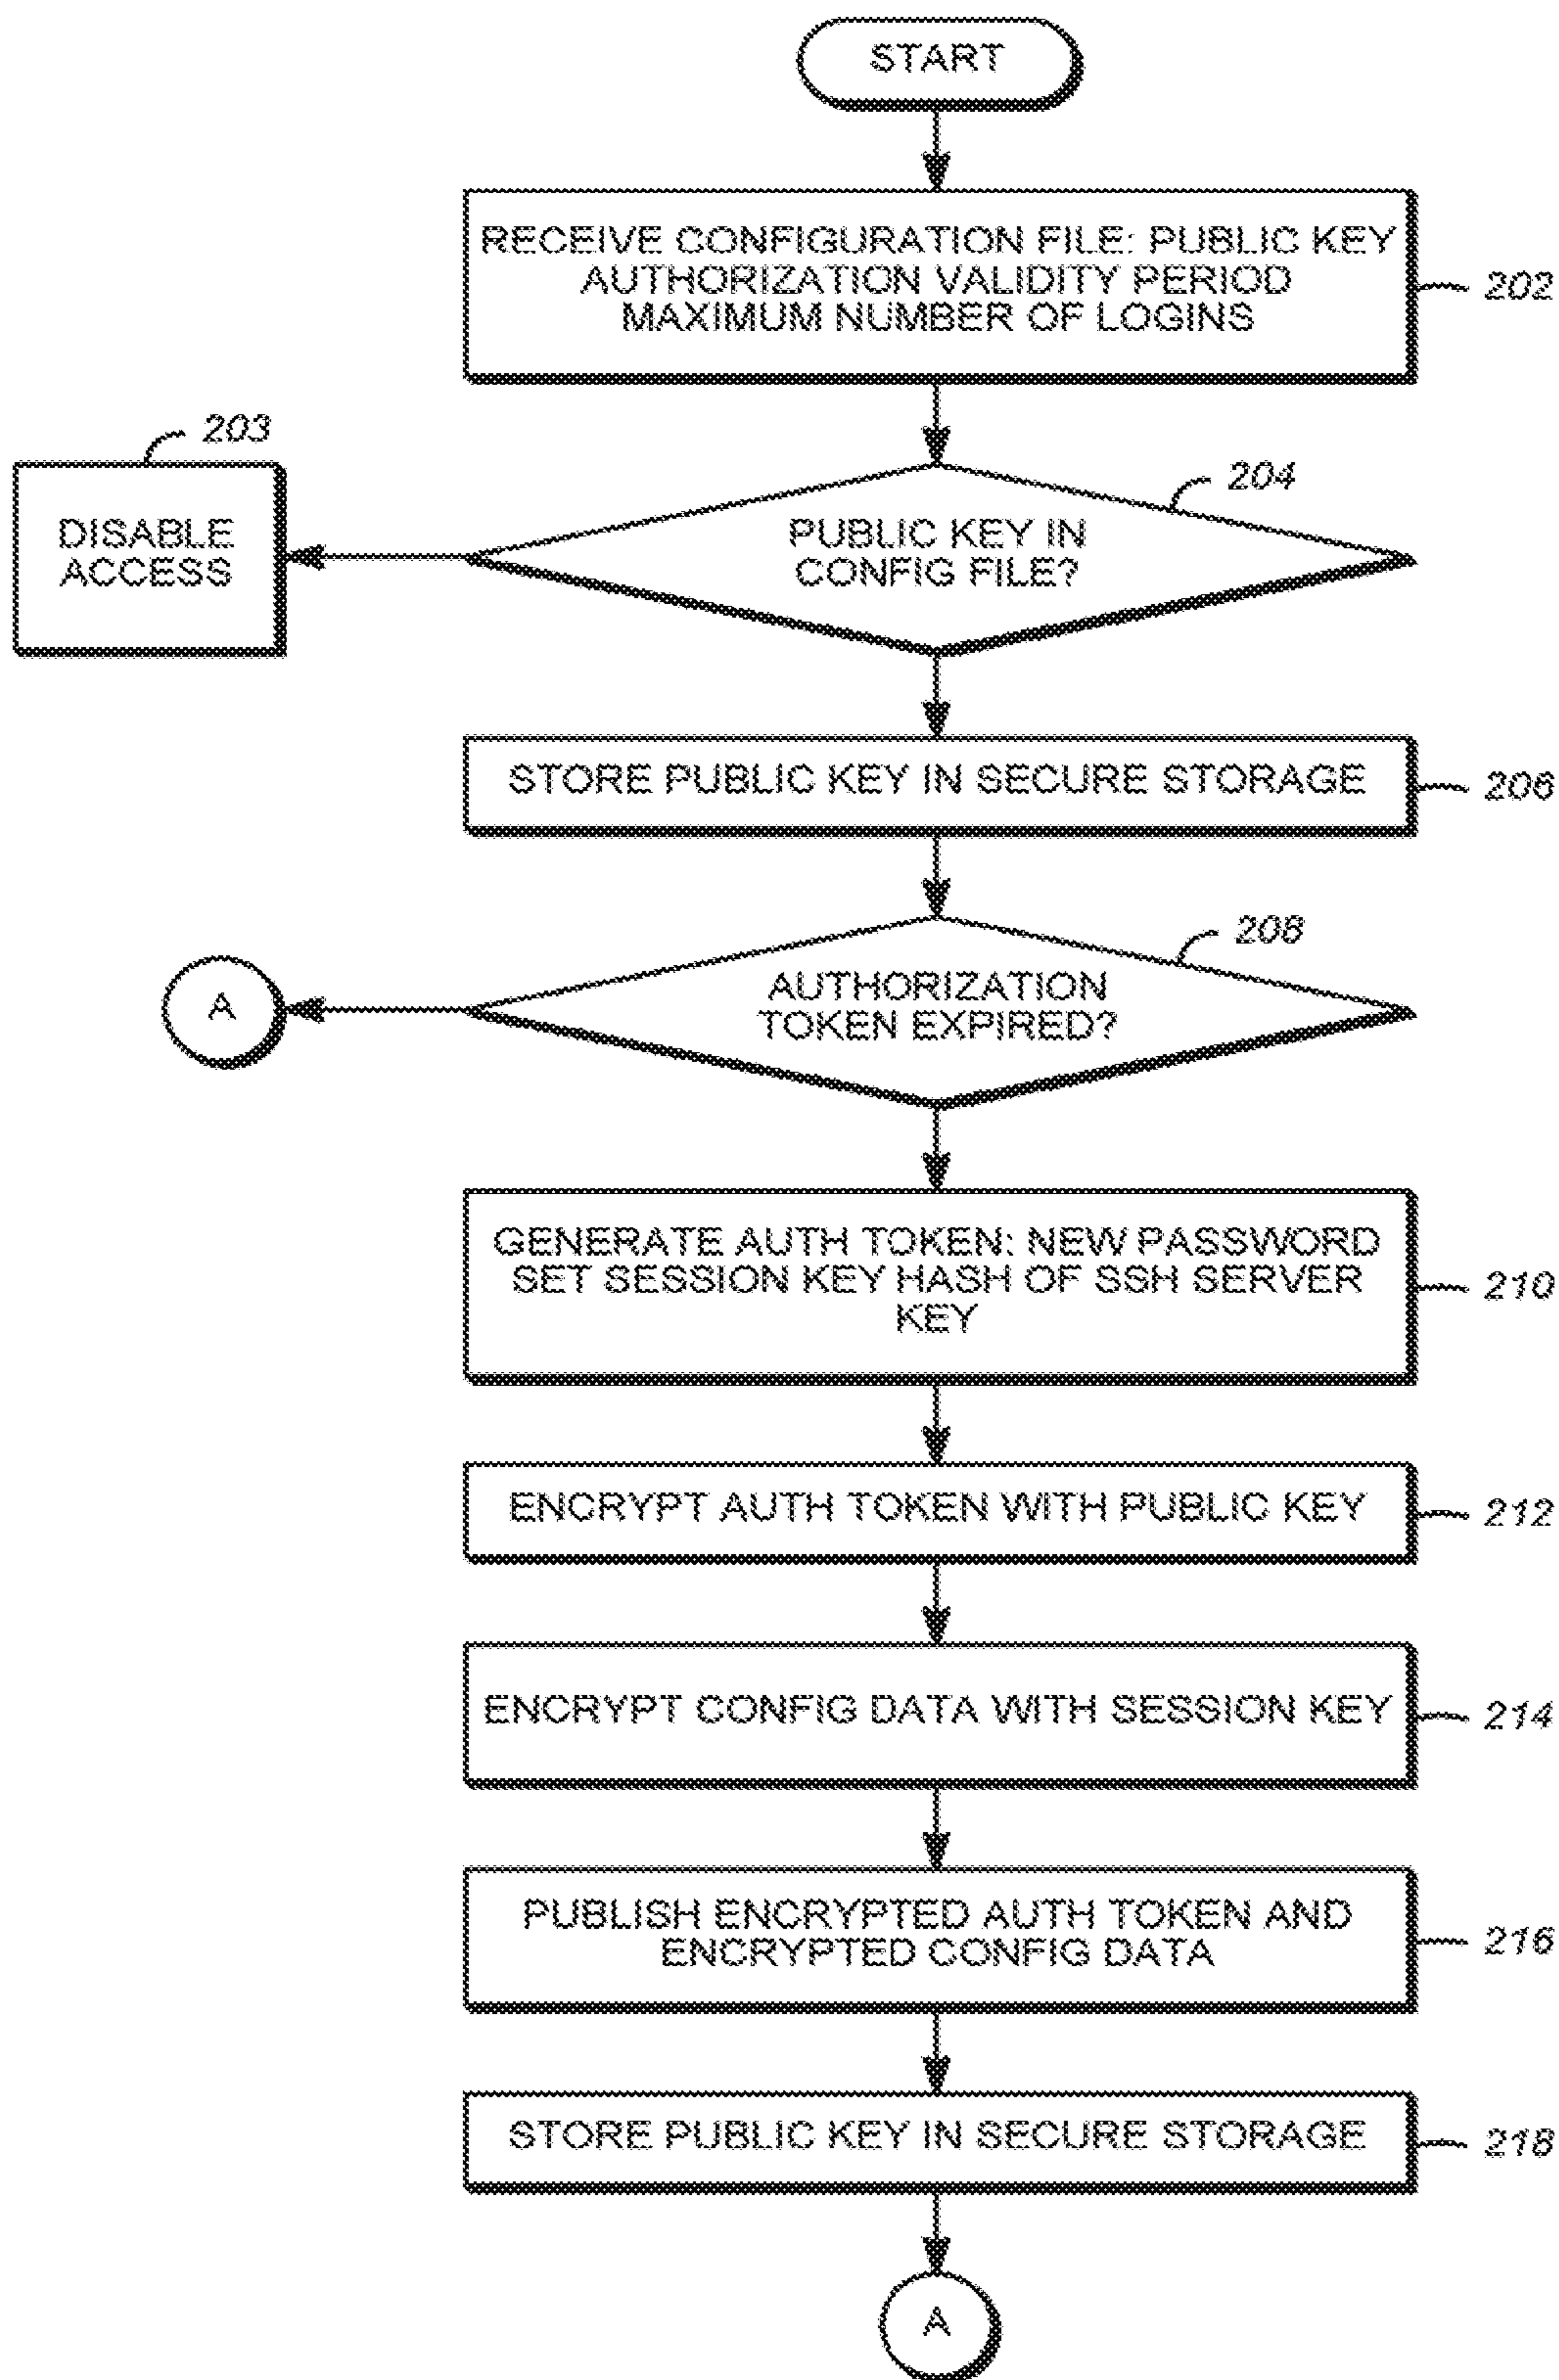 START
RECEIVE CONFIGURATION FILE: PUBLIC KEY
AUTHORIZATION VALIDITY PERIOD
MAXIMUM NUMBER OF LOGINS
202
203
DISABLE
ACCESS
204
PUBLIC KEY IN
CONFIG FILE?
STORE PUBLIC KEY IN SECURE STORAGE
206
208
AUTHORIZATION
TOKEN EXPIRED?
A
GENERATE AUTH TOKEN: NEW PASSWORD
SET SESSION KEY HASH OF SSH SERVER
KEY
210
ENCRYPT AUTH TOKEN WITH PUBLIC KEY
212
ENCRYPT CONFIG DATA WITH SESSION KEY
214
PUBLISH ENCRYPTED AUTH TOKEN AND
ENCRYPTED CONFIG DATA
216
STORE PUBLIC KEY IN SECURE STORAGE
218
A